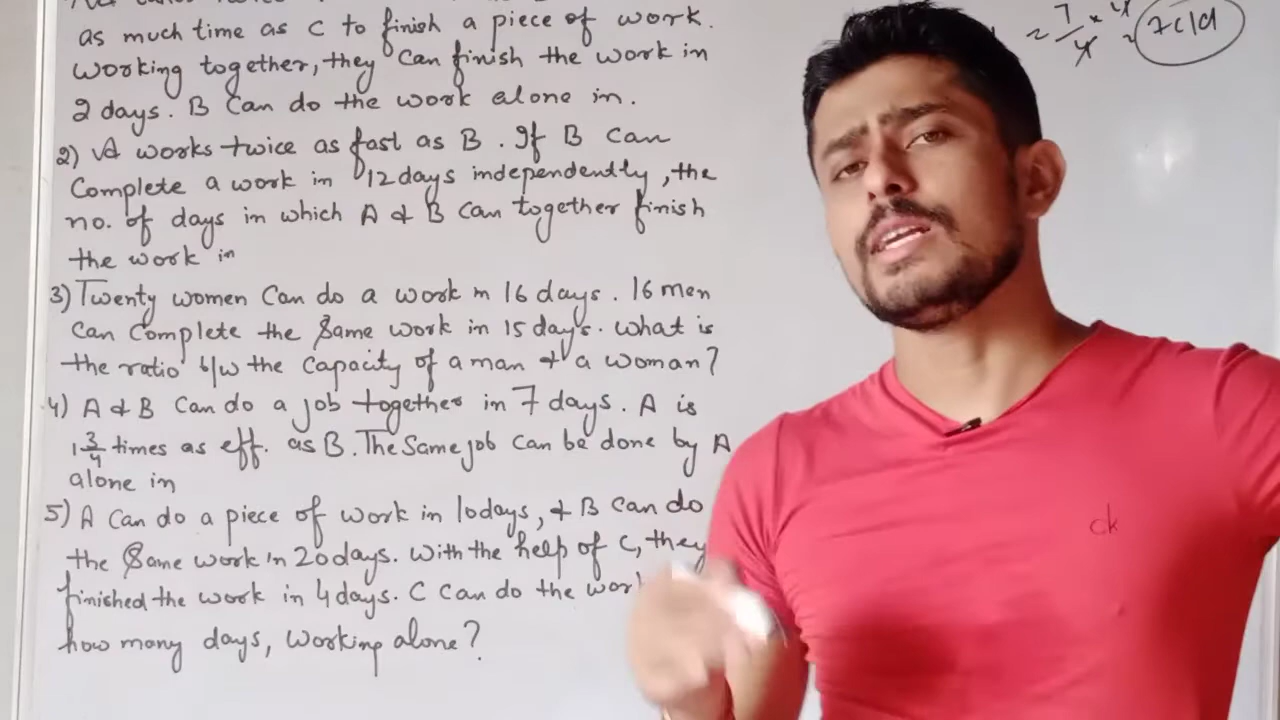 as much time as C to finish a piece of work.
working together, they can finish the work in
2 days. B can do the work alone in.
2) A works twice as fast as B. If B can
Complete a work in 12 days independently, the
no. of days in which A & B can together finish
the work in
3) Twenty women can do a work in 16 days. 16 men
can complete the same work in 15 days. what is
the ratio b/w the capacity of a man & a woman?
4) A & B can do a job together in 7 days. A is
1 3/4 times as eff. as B. The same job can be done by A
alone in
5) A can do a piece of work in 10 days, & B can do
the same work in 20 days. With the help of C, they
finished the work in 4 days. C can do the work
how many days, working alone?
ck